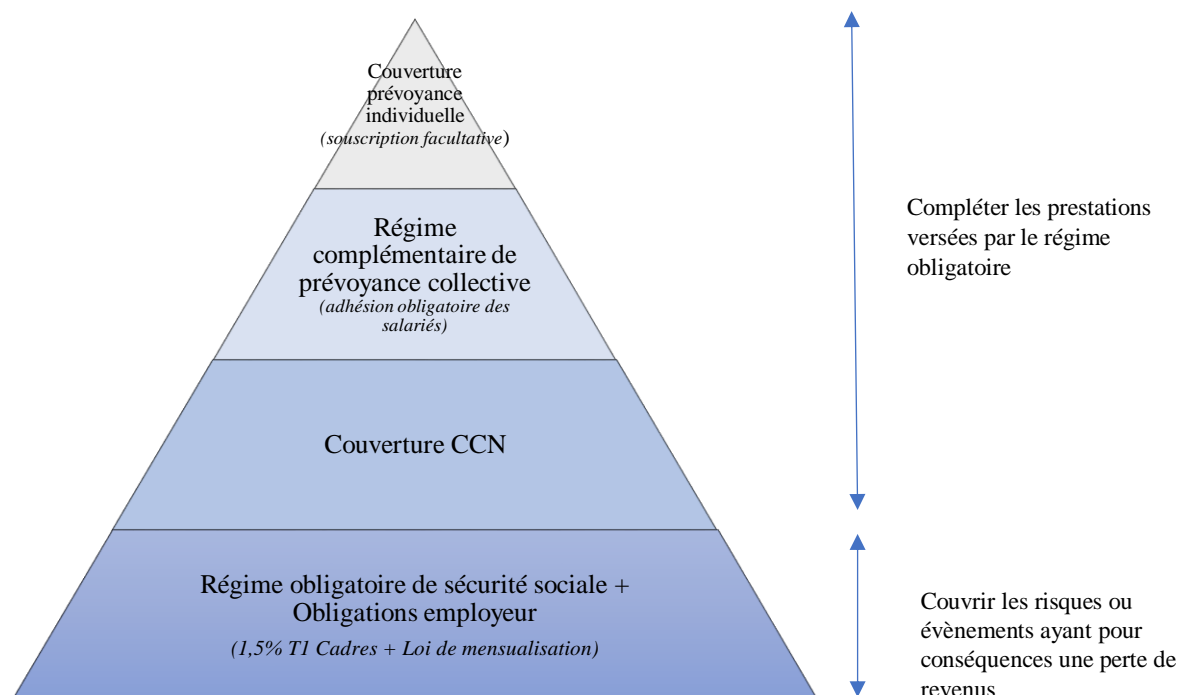 Couverture
prévoyance
individuelle
(souscription facultative)
Régime
complémentaire de
prévoyance collective
(adhésion obligatoire des
salariés)
Compléter les prestations
versées par le régime
obligatoire
Couverture CCN
Régime obligatoire de sécurité sociale +
Obligations employeur
(1,5% T1 Cadres + Loi de mensualisation)
Couvrir les risques ou
évènements ayant pour
conséquences une perte de
revenus